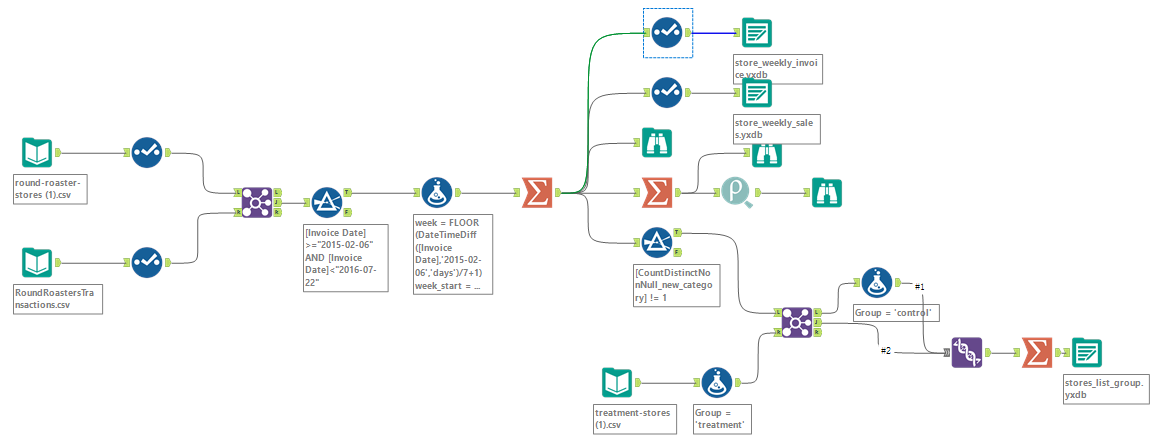 store_weekly_invoi
ce.yxdb
store_weekly_sale
s.yxdb
round-roaster-
stores (1).csv
L
R
L
J
R
T
F
[Invoice Date]
>="2015-02-06"
AND [Invoice
Date]<"2016-07-
22"
week = FLOOR
(DateTimeDiff
([Invoice
Date],'2015-02-
06','days')/7+1)
week_start = ...
RoundRoastersTra
nsactions.csv
T
F
[CountDistinctNo
nNull_new_catego
ry] != 1
L
R
L
J
R
#1
Group = 'control'
#2
stores_list_group.
yxdb
treatment-stores
(1).csv
Group =
'treatment'